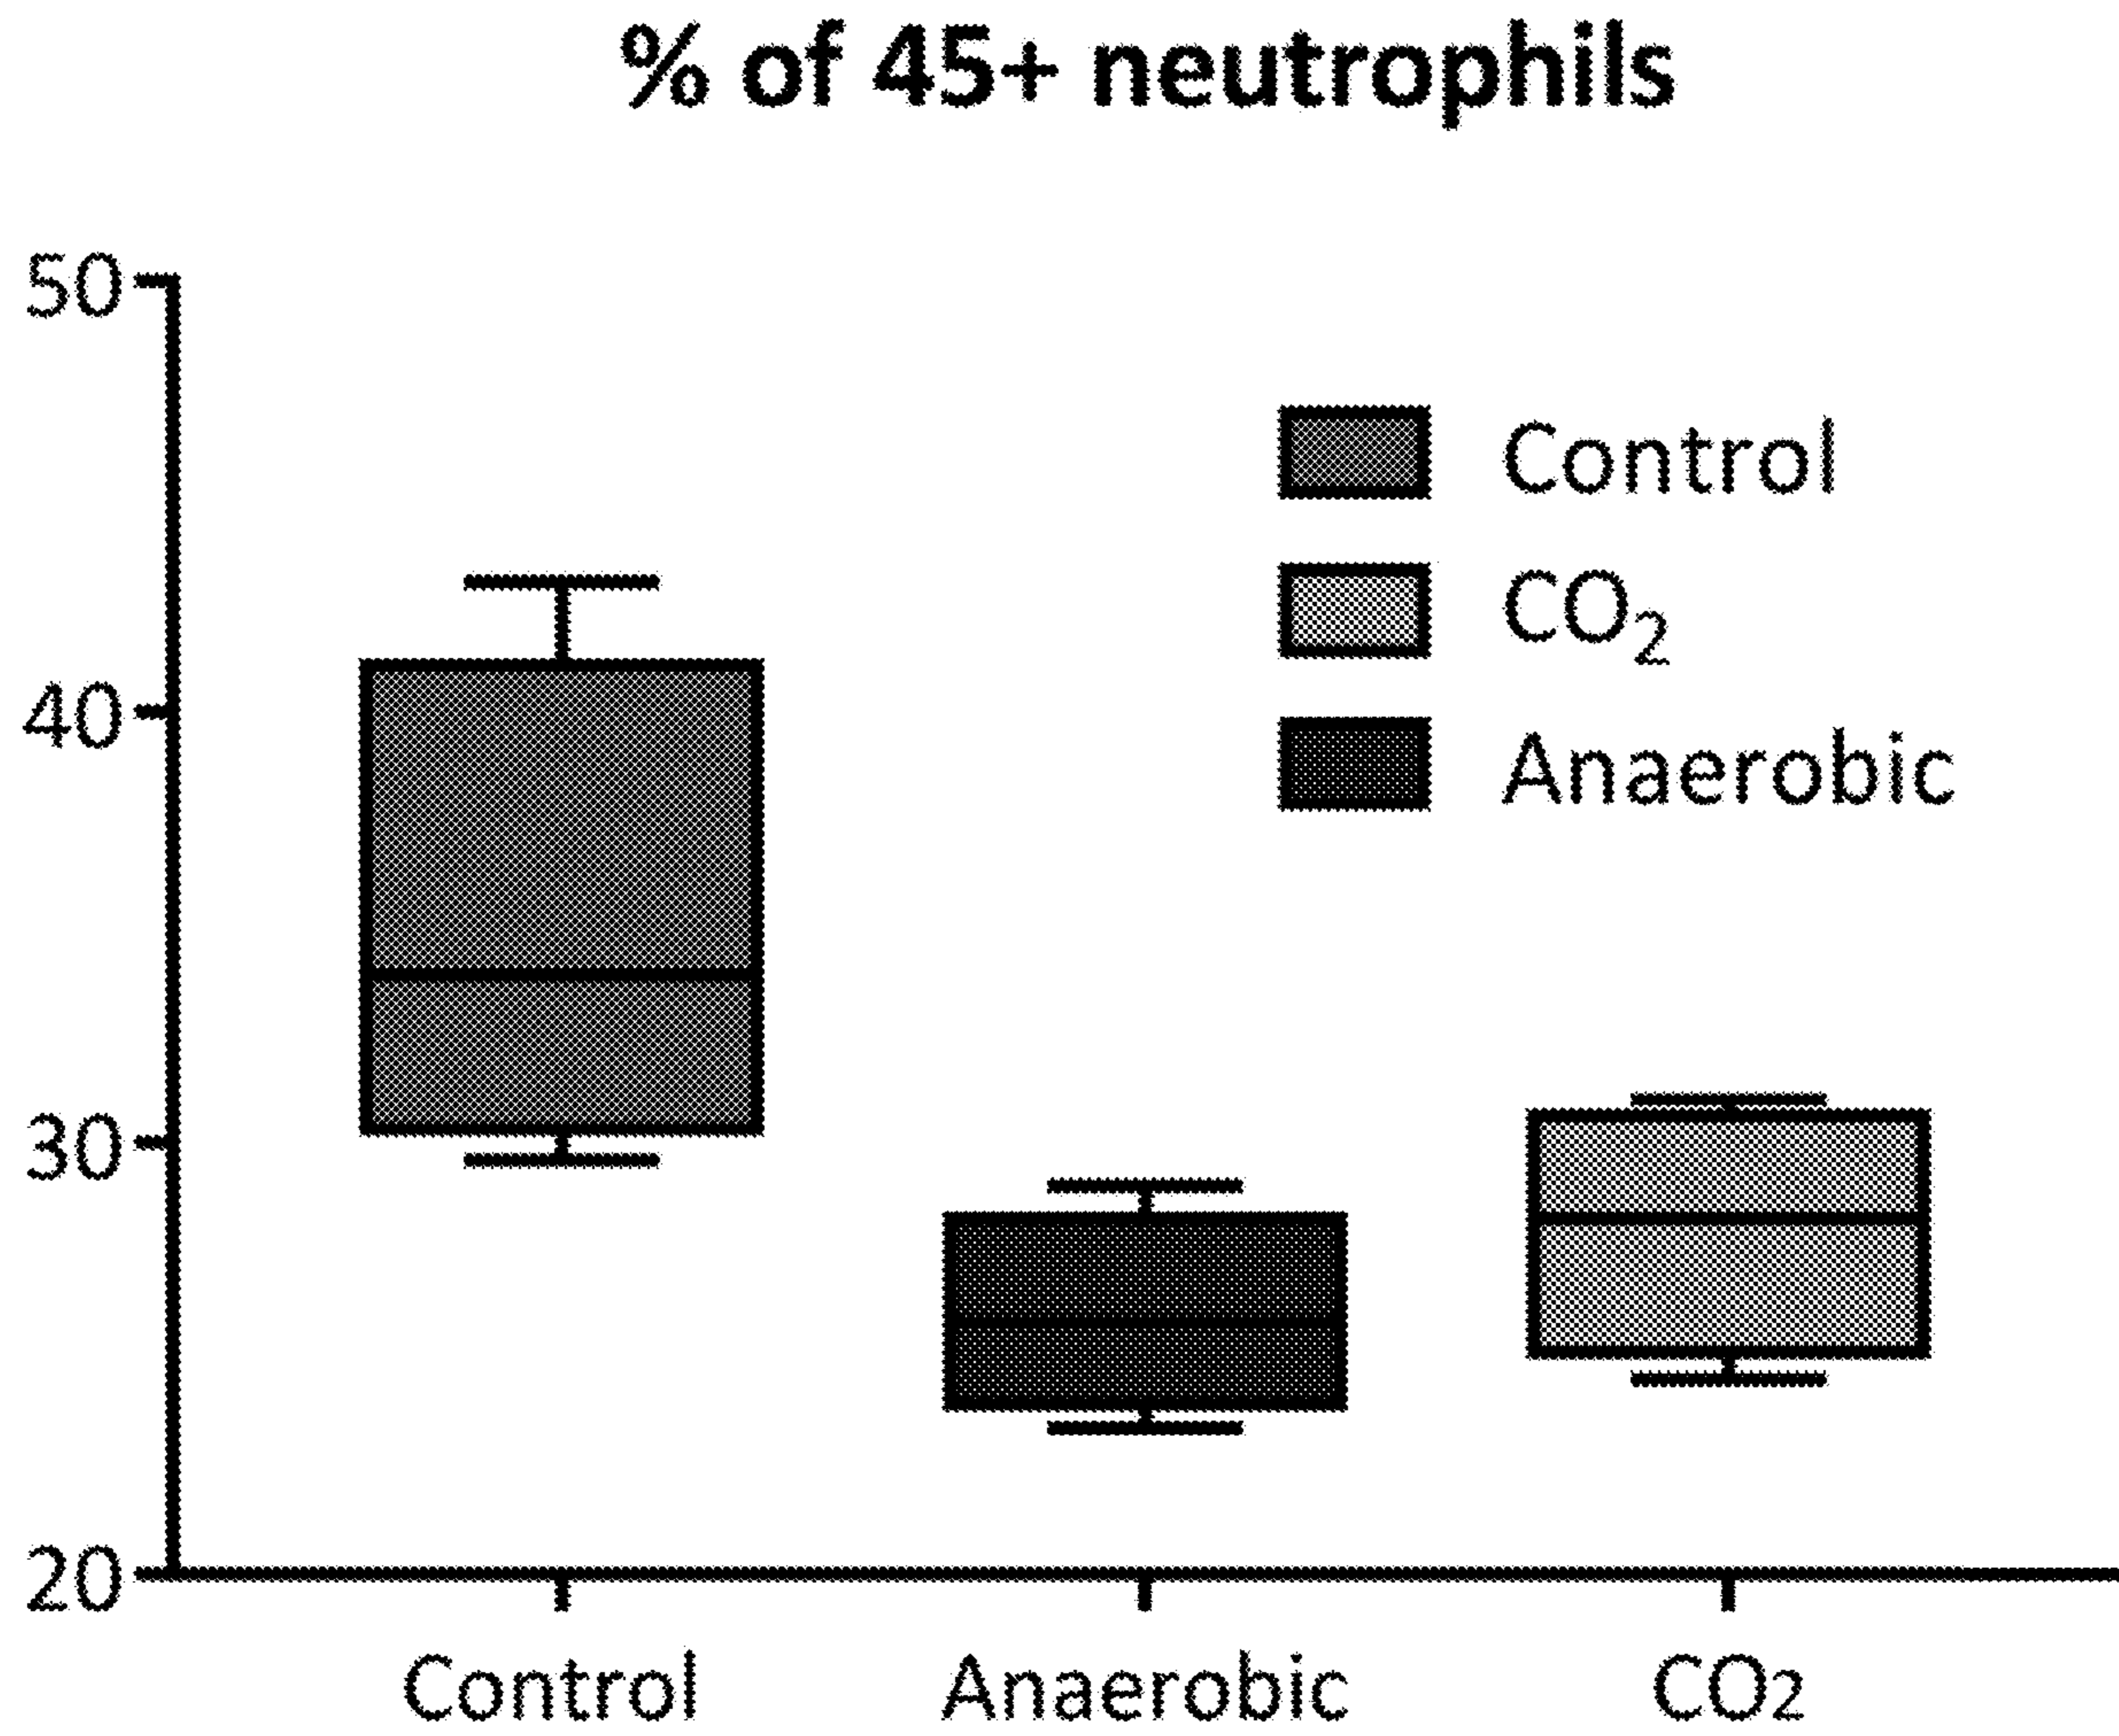 % of 45+ neutrophils
50
40
30
20
Control
CO₂
Anaerobic
Control
Anaerobic
CO2